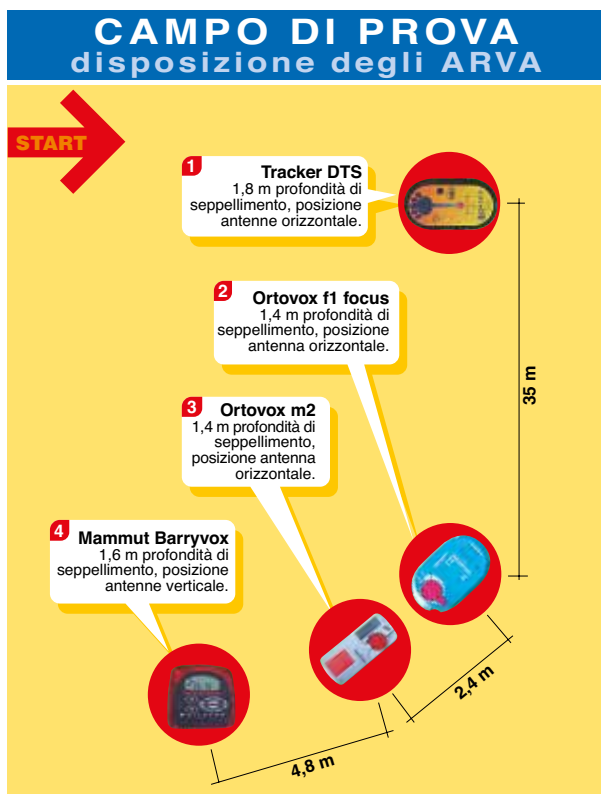 CAMPO DI PROVA
disposizione degli ARVA
START
1
Tracker DTS
1,8 m profondità di
seppellimento, posizione
antenne orizzontale.
2
Ortovox f1 focus
1,4 m profondità di
seppellimento, posizione
antenna orizzontale.
35 m
3
Ortovox m2
1,4 m profondità di
seppellimento,
posizione antenna
orizzontale.
4
Mammut Barryvox
1,6 m profondità di
seppellimento, posizione
antenne verticale.
2,4 m
4,8 m